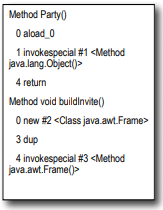 Method Party()
0 aload_0
1 invokespecial #1 <Method
java.lang.Object()>
4 return
Method void buildInvite()
0 new #2 <Class java.awt.Frame>
3 dup
4 invokespecial #3 <Method
java.awt.Frame()>